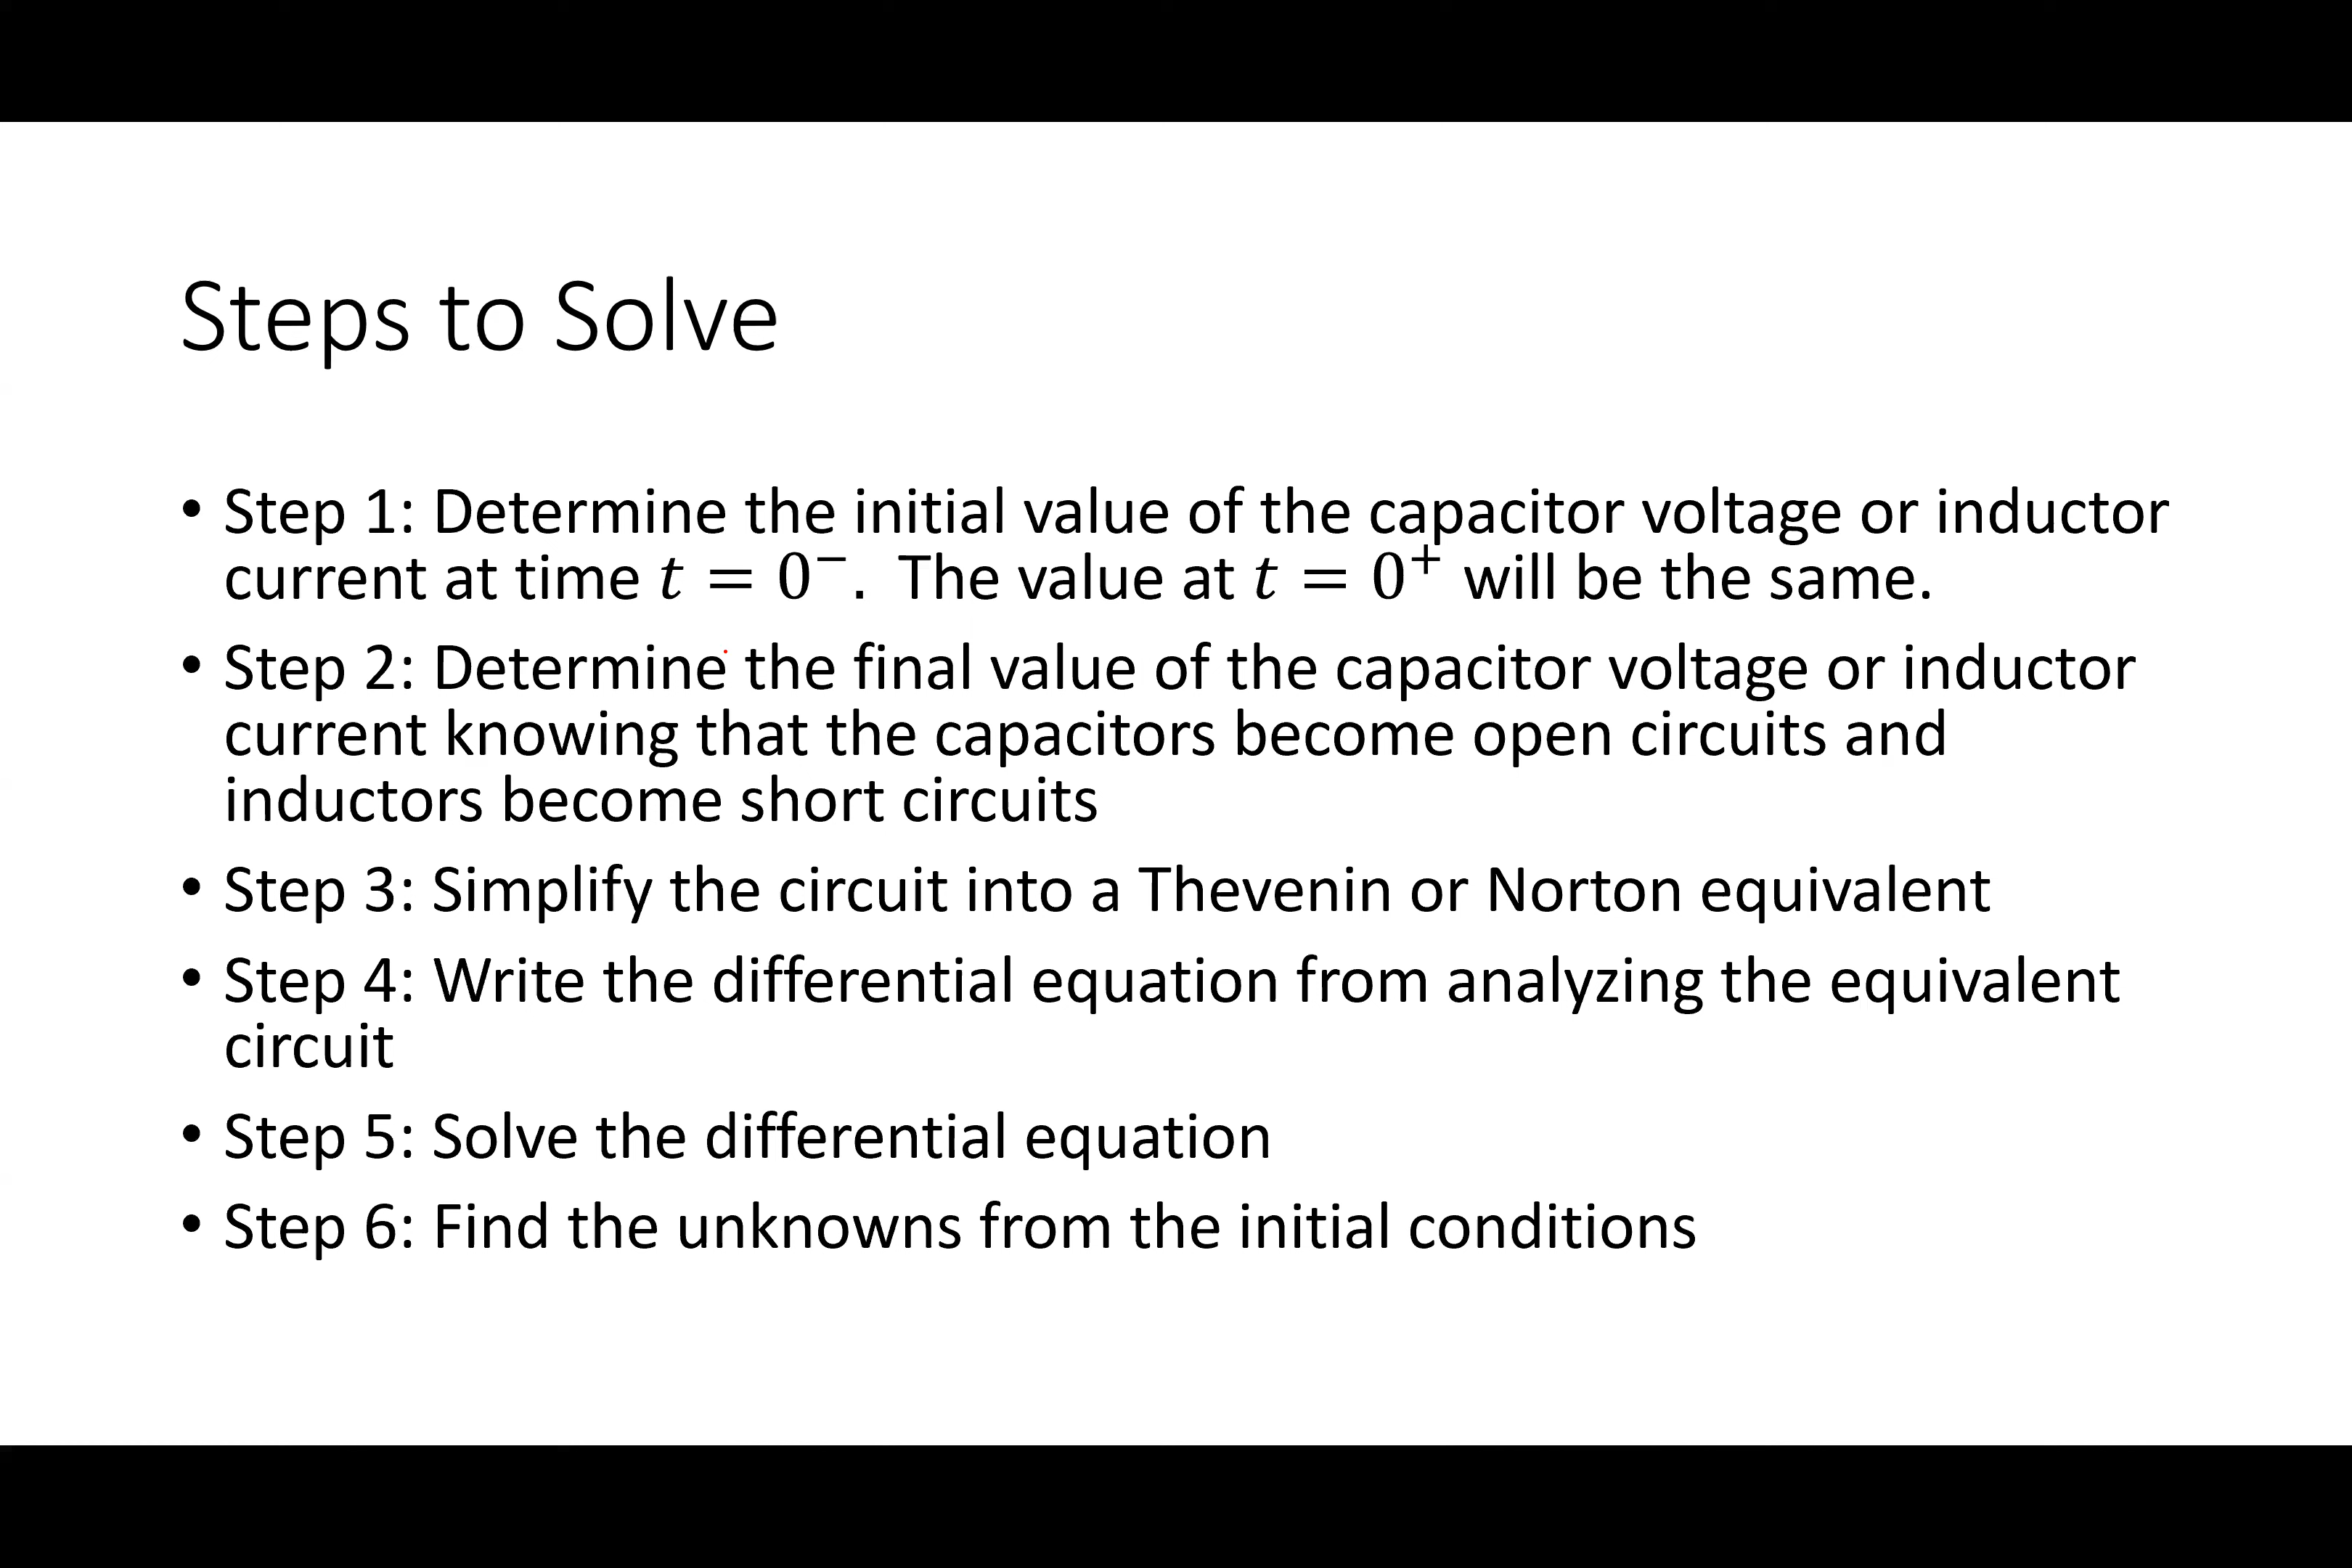 Steps to Solve
• Step 1: Determine the initial value of the capacitor voltage or inductor
current at time t = 0⁻. The value at t = 0⁺ will be the same.
• Step 2: Determine the final value of the capacitor voltage or inductor
current knowing that the capacitors become open circuits and
inductors become short circuits
• Step 3: Simplify the circuit into a Thevenin or Norton equivalent
• Step 4: Write the differential equation from analyzing the equivalent
circuit
• Step 5: Solve the differential equation
• Step 6: Find the unknowns from the initial conditions